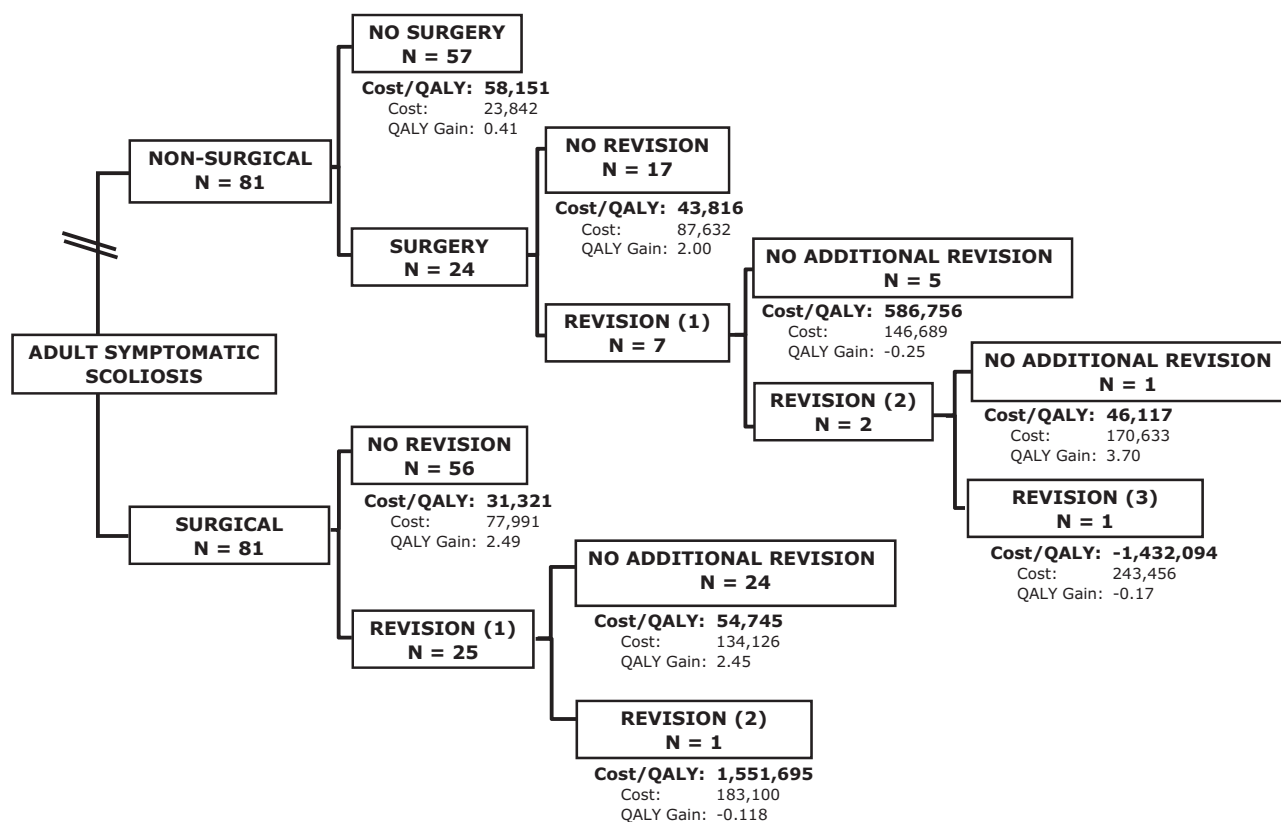 NO SURGERY
N = 57
Cost/QALY: 58,151
Cost: 23,842
QALY Gain: 0.41
NON-SURGICAL
N = 81
NO REVISION
N = 17
Cost/QALY: 43,816
Cost: 87,632
QALY Gain: 2.00
SURGERY
N = 24
NO ADDITIONAL REVISION
N = 5
Cost/QALY: 586,756
Cost: 146,689
QALY Gain: -0.25
REVISION (1)
N = 7
NO ADDITIONAL REVISION
N = 1
Cost/QALY: 46,117
Cost: 170,633
QALY Gain: 3.70
REVISION (2)
N = 2
REVISION (3)
N = 1
Cost/QALY: -1,432,094
Cost: 243,456
QALY Gain: -0.17
ADULT SYMPTOMATIC
SCOLIOSIS
NO REVISION
N = 56
Cost/QALY: 31,321
Cost: 77,991
QALY Gain: 2.49
SURGICAL
N = 81
NO ADDITIONAL REVISION
N = 24
Cost/QALY: 54,745
Cost: 134,126
QALY Gain: 2.45
REVISION (1)
N = 25
REVISION (2)
N = 1
Cost/QALY: 1,551,695
Cost: 183,100
QALY Gain: -0.118